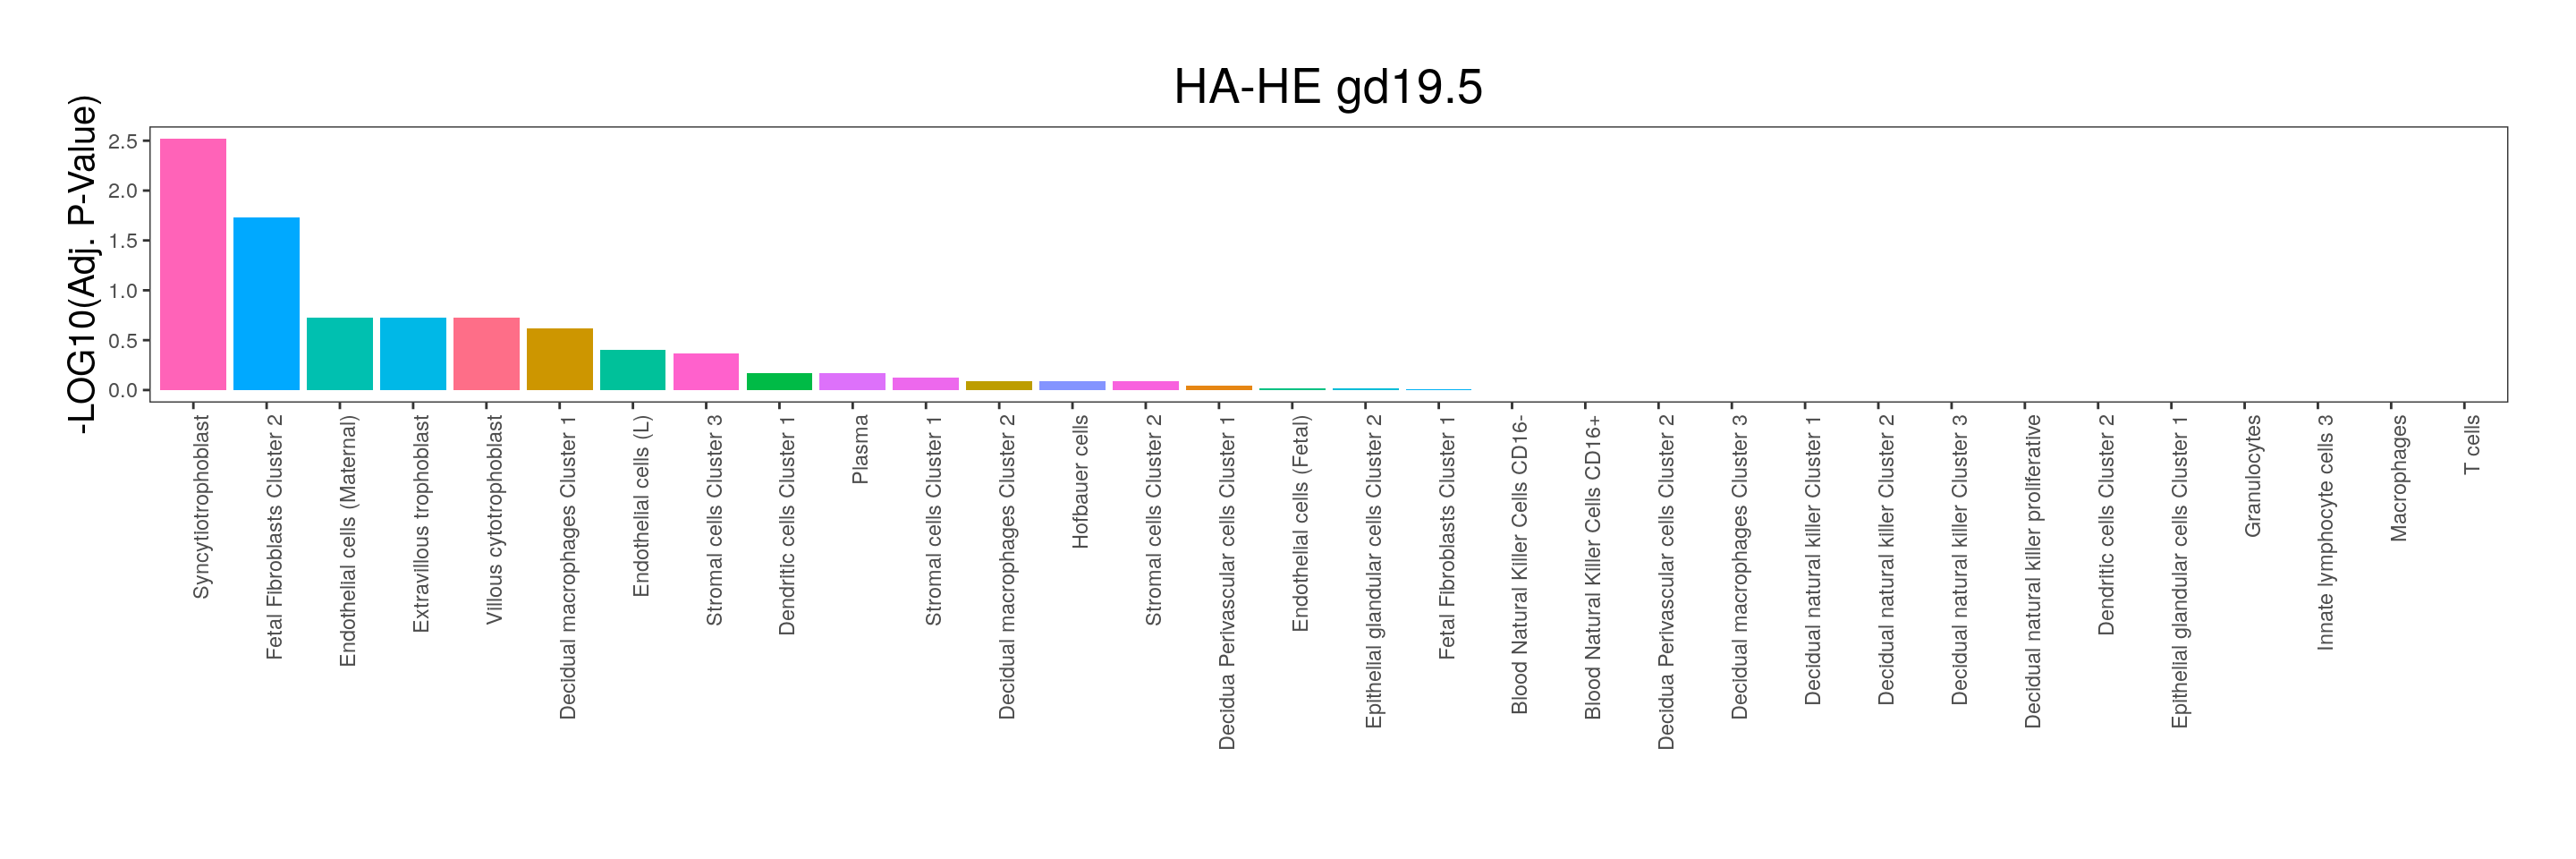 HA-HE gd19.5
-LOG10(Adj. P-Value)
2.5
2.0
1.5
1.0
0.5
0.0
Syncytiotrophoblast
Fetal Fibroblasts Cluster 2
Endothelial cells (Maternal)
Extravillous trophoblast
Villous cytotrophoblast
Decidual macrophages Cluster 1
Endothelial cells (L)
Stromal cells Cluster 3
Dendritic cells Cluster 1
Plasma
Stromal cells Cluster 1
Decidual macrophages Cluster 2
Hofbauer cells
Stromal cells Cluster 2
Decidua Perivascular cells Cluster 1
Endothelial cells (Fetal)
Epithelial glandular cells Cluster 2
Fetal Fibroblasts Cluster 1
Blood Natural Killer Cells CD16-
Blood Natural Killer Cells CD16+
Decidua Perivascular cells Cluster 2
Decidual macrophages Cluster 3
Decidual natural killer Cluster 1
Decidual natural killer Cluster 2
Decidual natural killer Cluster 3
Decidual natural killer proliferative
Dendritic cells Cluster 2
Epithelial glandular cells Cluster 1
Granulocytes
Innate lymphocyte cells 3
Macrophages
T cells